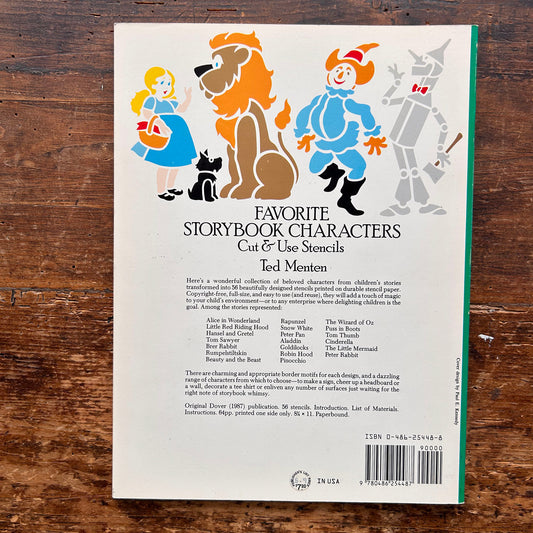 FAVORITE
STORYBOOK CHARACTERS
Cut & Use Stencils
Ted Menten
Here's a wonderful collection of beloved characters from children's stories
transformed into 56 beautifully designed stencils printed on durable stencil paper.
Copyright-free, full-size, and easy to use (and reuse), they will add a touch of magic
to your child's environment—or to any enterprise where delighting children is the
goal. Among the stories represented:
Alice in Wonderland Rapunzel The Wizard of Oz
Little Red Riding Hood Snow White Puss in Boots
Hansel and Gretel Peter Pan Tom Thumb
Tom Sawyer Aladdin Cinderella
Brer Rabbit Goldilocks The Little Mermaid
Rumpelstiltskin Robin Hood Peter Rabbit
Beauty and the Beast Pinocchio
There are charming and appropriate border motifs for each design, and a dazzling
range of characters from which to choose—to make a sign, cheer up a headboard or
a wall, decorate a tee shirt or enliven any number of surfaces just waiting for the
right note of storybook whimsy.
Original Dover (1987) publication. 56 stencils. Introduction. List of Materials.
Instructions. 64pp. printed one side only. 8¼ × 11. Paperbound.
Cover design by Paul E. Kennedy
ISBN 0-486-25448-8
90000
IN USA
9 780486 254487